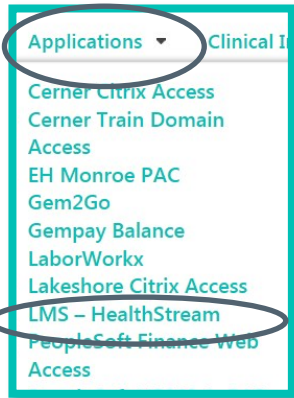 Applications ▼ Clinical
Cerner Citrix Access
Cerner Train Domain
Access
EH Monroe PAC
Gem2Go
Gempay Balance
LaborWorkx
Lakeshore Citrix Access
LMS – HealthStream
PeopleSoft Finance Web
Access